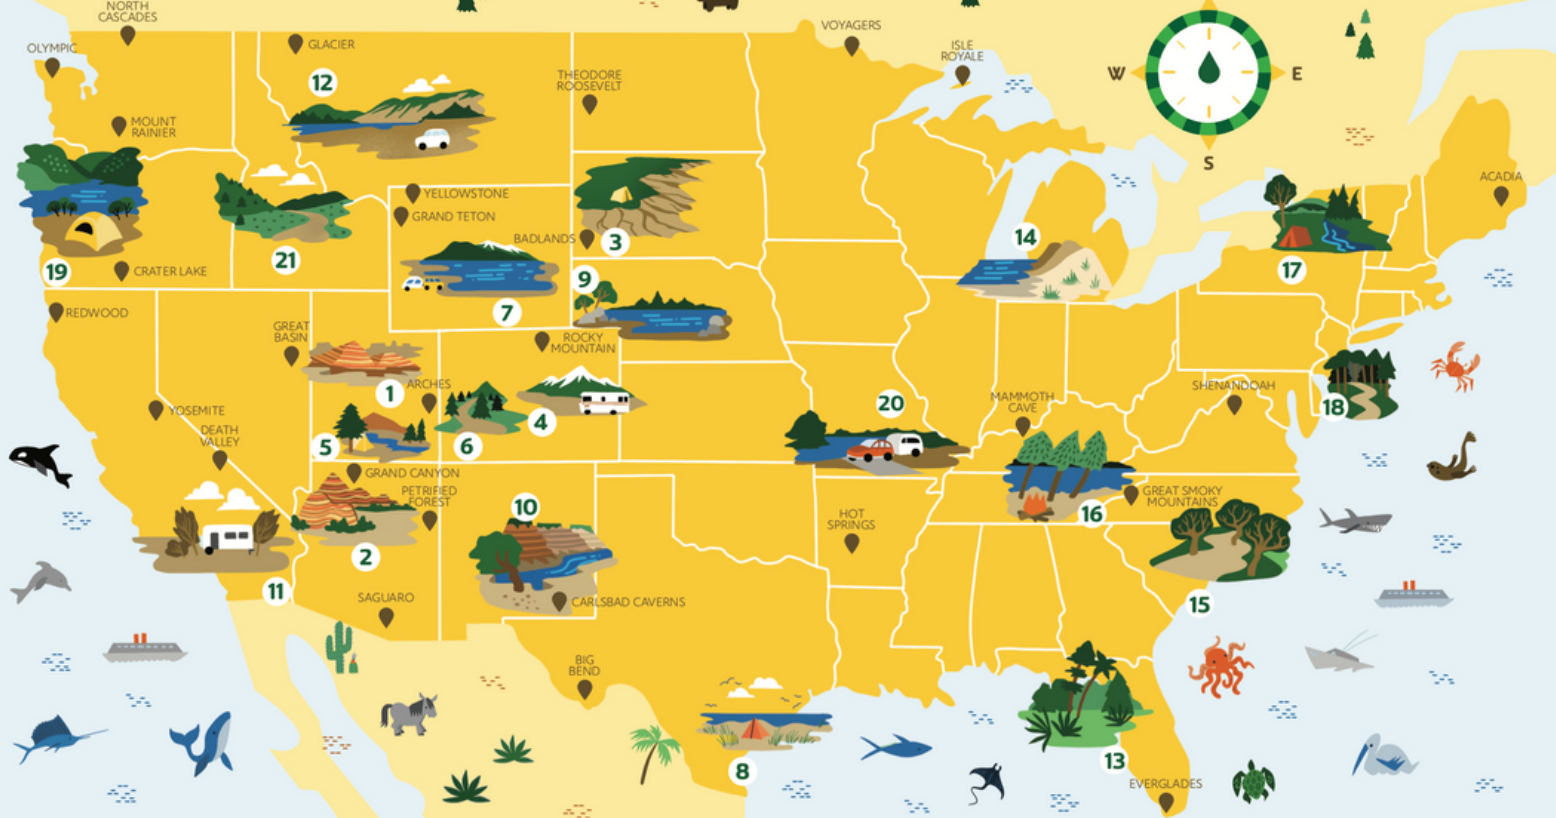 NORTH
CASCADES
OLYMPIC
GLACIER
12
THEODORE
ROOSEVELT
VOYAGERS
ISLE
ROYALE
W
E
S
MOUNT
RAINIER
YELLOWSTONE
GRAND TETON
BADLANDS
3
ACADIA
14
17
19
CRATER LAKE
21
9
7
REDWOOD
GREAT
BASIN
ROCKY
MOUNTAIN
1
ARCHES
4
6
5
YOSEMITE
DEATH
VALLEY
GRAND CANYON
PETRIFIED
FOREST
2
10
11
SAGUARO
CARLSBAD CAVERNS
BIG
BEND
8
20
MAMMOTH
CAVE
SHENANDOAH
18
HOT
SPRINGS
16
GREAT SMOKY
MOUNTAINS
15
13
EVERGLADES